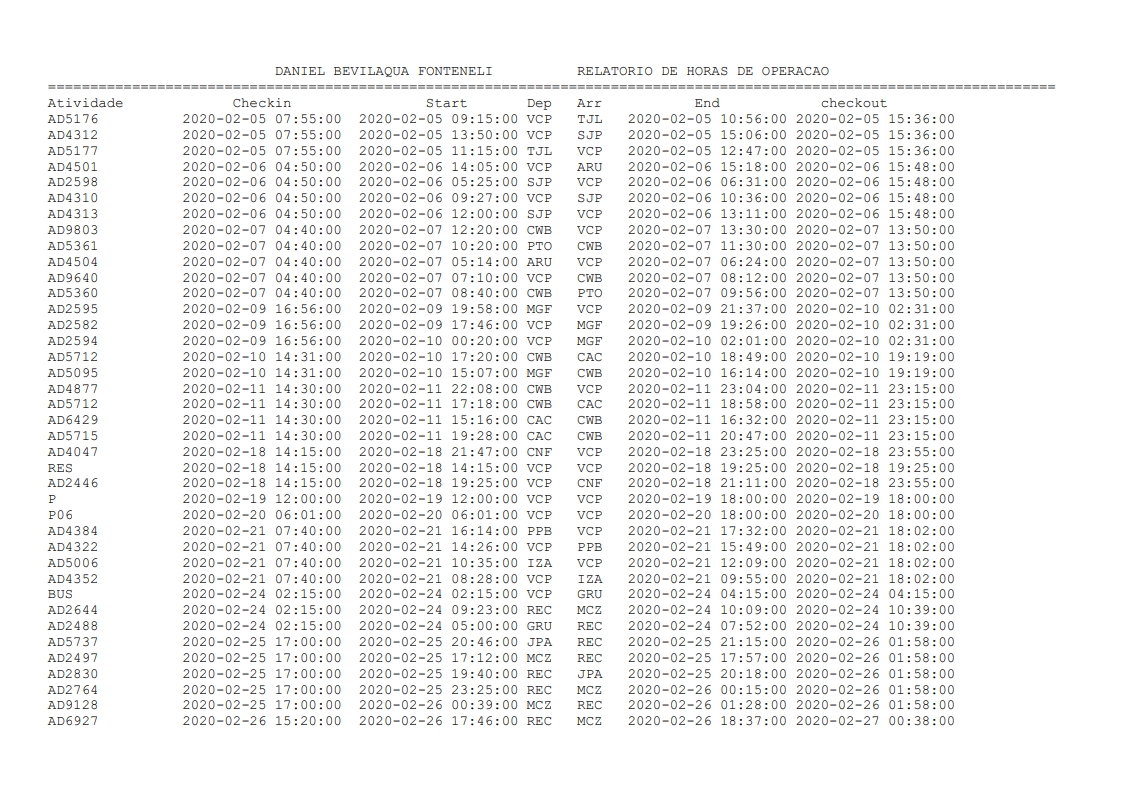 DANIEL BEVILAQUA FONTENELI RELATORIO DE HORAS DE OPERACAO
========================================================================================================================
Atividade Checkin Start Dep Arr End checkout
AD5176 2020-02-05 07:55:00 2020-02-05 09:15:00 VCP TJL 2020-02-05 10:56:00 2020-02-05 15:36:00
AD4312 2020-02-05 07:55:00 2020-02-05 13:50:00 VCP SJP 2020-02-05 15:06:00 2020-02-05 15:36:00
AD5177 2020-02-05 07:55:00 2020-02-05 11:15:00 TJL VCP 2020-02-05 12:47:00 2020-02-05 15:36:00
AD4501 2020-02-06 04:50:00 2020-02-06 14:05:00 VCP ARU 2020-02-06 15:18:00 2020-02-06 15:48:00
AD2598 2020-02-06 04:50:00 2020-02-06 05:25:00 SJP VCP 2020-02-06 06:31:00 2020-02-06 15:48:00
AD4310 2020-02-06 04:50:00 2020-02-06 09:27:00 VCP SJP 2020-02-06 10:36:00 2020-02-06 15:48:00
AD4313 2020-02-06 04:50:00 2020-02-06 12:00:00 SJP VCP 2020-02-06 13:11:00 2020-02-06 15:48:00
AD9803 2020-02-07 04:40:00 2020-02-07 12:20:00 CWB VCP 2020-02-07 13:30:00 2020-02-07 13:50:00
AD5361 2020-02-07 04:40:00 2020-02-07 10:20:00 PTO CWB 2020-02-07 11:30:00 2020-02-07 13:50:00
AD4504 2020-02-07 04:40:00 2020-02-07 05:14:00 ARU VCP 2020-02-07 06:24:00 2020-02-07 13:50:00
AD9640 2020-02-07 04:40:00 2020-02-07 07:10:00 VCP CWB 2020-02-07 08:12:00 2020-02-07 13:50:00
AD5360 2020-02-07 04:40:00 2020-02-07 08:40:00 CWB PTO 2020-02-07 09:56:00 2020-02-07 13:50:00
AD2595 2020-02-09 16:56:00 2020-02-09 19:58:00 MGF VCP 2020-02-09 21:37:00 2020-02-10 02:31:00
AD2582 2020-02-09 16:56:00 2020-02-09 17:46:00 VCP MGF 2020-02-09 19:26:00 2020-02-10 02:31:00
AD2594 2020-02-09 16:56:00 2020-02-10 00:20:00 VCP MGF 2020-02-10 02:01:00 2020-02-10 02:31:00
AD5712 2020-02-10 14:31:00 2020-02-10 17:20:00 CWB CAC 2020-02-10 18:49:00 2020-02-10 19:19:00
AD5095 2020-02-10 14:31:00 2020-02-10 15:07:00 MGF CWB 2020-02-10 16:14:00 2020-02-10 19:19:00
AD4877 2020-02-11 14:30:00 2020-02-11 22:08:00 CWB VCP 2020-02-11 23:04:00 2020-02-11 23:15:00
AD5712 2020-02-11 14:30:00 2020-02-11 17:18:00 CWB CAC 2020-02-11 18:58:00 2020-02-11 23:15:00
AD6429 2020-02-11 14:30:00 2020-02-11 15:16:00 CAC CWB 2020-02-11 16:32:00 2020-02-11 23:15:00
AD5715 2020-02-11 14:30:00 2020-02-11 19:28:00 CAC CWB 2020-02-11 20:47:00 2020-02-11 23:15:00
AD4047 2020-02-18 14:15:00 2020-02-18 21:47:00 CNF VCP 2020-02-18 23:25:00 2020-02-18 23:55:00
RES 2020-02-18 14:15:00 2020-02-18 14:15:00 VCP VCP 2020-02-18 19:25:00 2020-02-18 19:25:00
AD2446 2020-02-18 14:15:00 2020-02-18 19:25:00 VCP CNF 2020-02-18 21:11:00 2020-02-18 23:55:00
P 2020-02-19 12:00:00 2020-02-19 12:00:00 VCP VCP 2020-02-19 18:00:00 2020-02-19 18:00:00
P06 2020-02-20 06:01:00 2020-02-20 06:01:00 VCP VCP 2020-02-20 18:00:00 2020-02-20 18:00:00
AD4384 2020-02-21 07:40:00 2020-02-21 16:14:00 PPB VCP 2020-02-21 17:32:00 2020-02-21 18:02:00
AD4322 2020-02-21 07:40:00 2020-02-21 14:26:00 VCP PPB 2020-02-21 15:49:00 2020-02-21 18:02:00
AD5006 2020-02-21 07:40:00 2020-02-21 10:35:00 IZA VCP 2020-02-21 12:09:00 2020-02-21 18:02:00
AD4352 2020-02-21 07:40:00 2020-02-21 08:28:00 VCP IZA 2020-02-21 09:55:00 2020-02-21 18:02:00
BUS 2020-02-24 02:15:00 2020-02-24 02:15:00 VCP GRU 2020-02-24 04:15:00 2020-02-24 04:15:00
AD2644 2020-02-24 02:15:00 2020-02-24 09:23:00 REC MCZ 2020-02-24 10:09:00 2020-02-24 10:39:00
AD2488 2020-02-24 02:15:00 2020-02-24 05:00:00 GRU REC 2020-02-24 07:52:00 2020-02-24 10:39:00
AD5737 2020-02-25 17:00:00 2020-02-25 20:46:00 JPA REC 2020-02-25 21:15:00 2020-02-26 01:58:00
AD2497 2020-02-25 17:00:00 2020-02-25 17:12:00 MCZ REC 2020-02-25 17:57:00 2020-02-26 01:58:00
AD2830 2020-02-25 17:00:00 2020-02-25 19:40:00 REC JPA 2020-02-25 20:18:00 2020-02-26 01:58:00
AD2764 2020-02-25 17:00:00 2020-02-25 23:25:00 REC MCZ 2020-02-26 00:15:00 2020-02-26 01:58:00
AD9128 2020-02-25 17:00:00 2020-02-26 00:39:00 MCZ REC 2020-02-26 01:28:00 2020-02-26 01:58:00
AD6927 2020-02-26 15:20:00 2020-02-26 17:46:00 REC MCZ 2020-02-26 18:37:00 2020-02-27 00:38:00